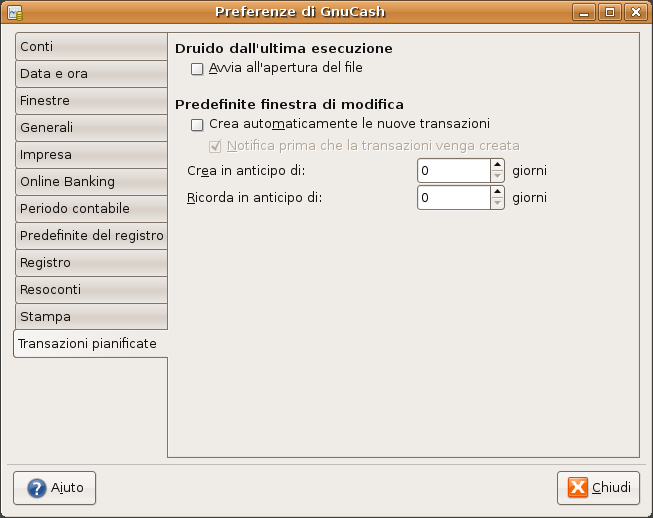 Preferenze di GnuCash
Conti
Data e ora
Finestre
Generali
Impresa
Online Banking
Periodo contabile
Predefinite del registro
Registro
Resoconti
Stampa
Transazioni pianificate
Druido dall'ultima esecuzione
Avvia all'apertura del file
Predefinite finestra di modifica
Crea automaticamente le nuove transazioni
Notifica prima che la transazioni venga creata
Crea in anticipo di: 0 giorni
Ricorda in anticipo di: 0 giorni
Aiuto
Chiudi